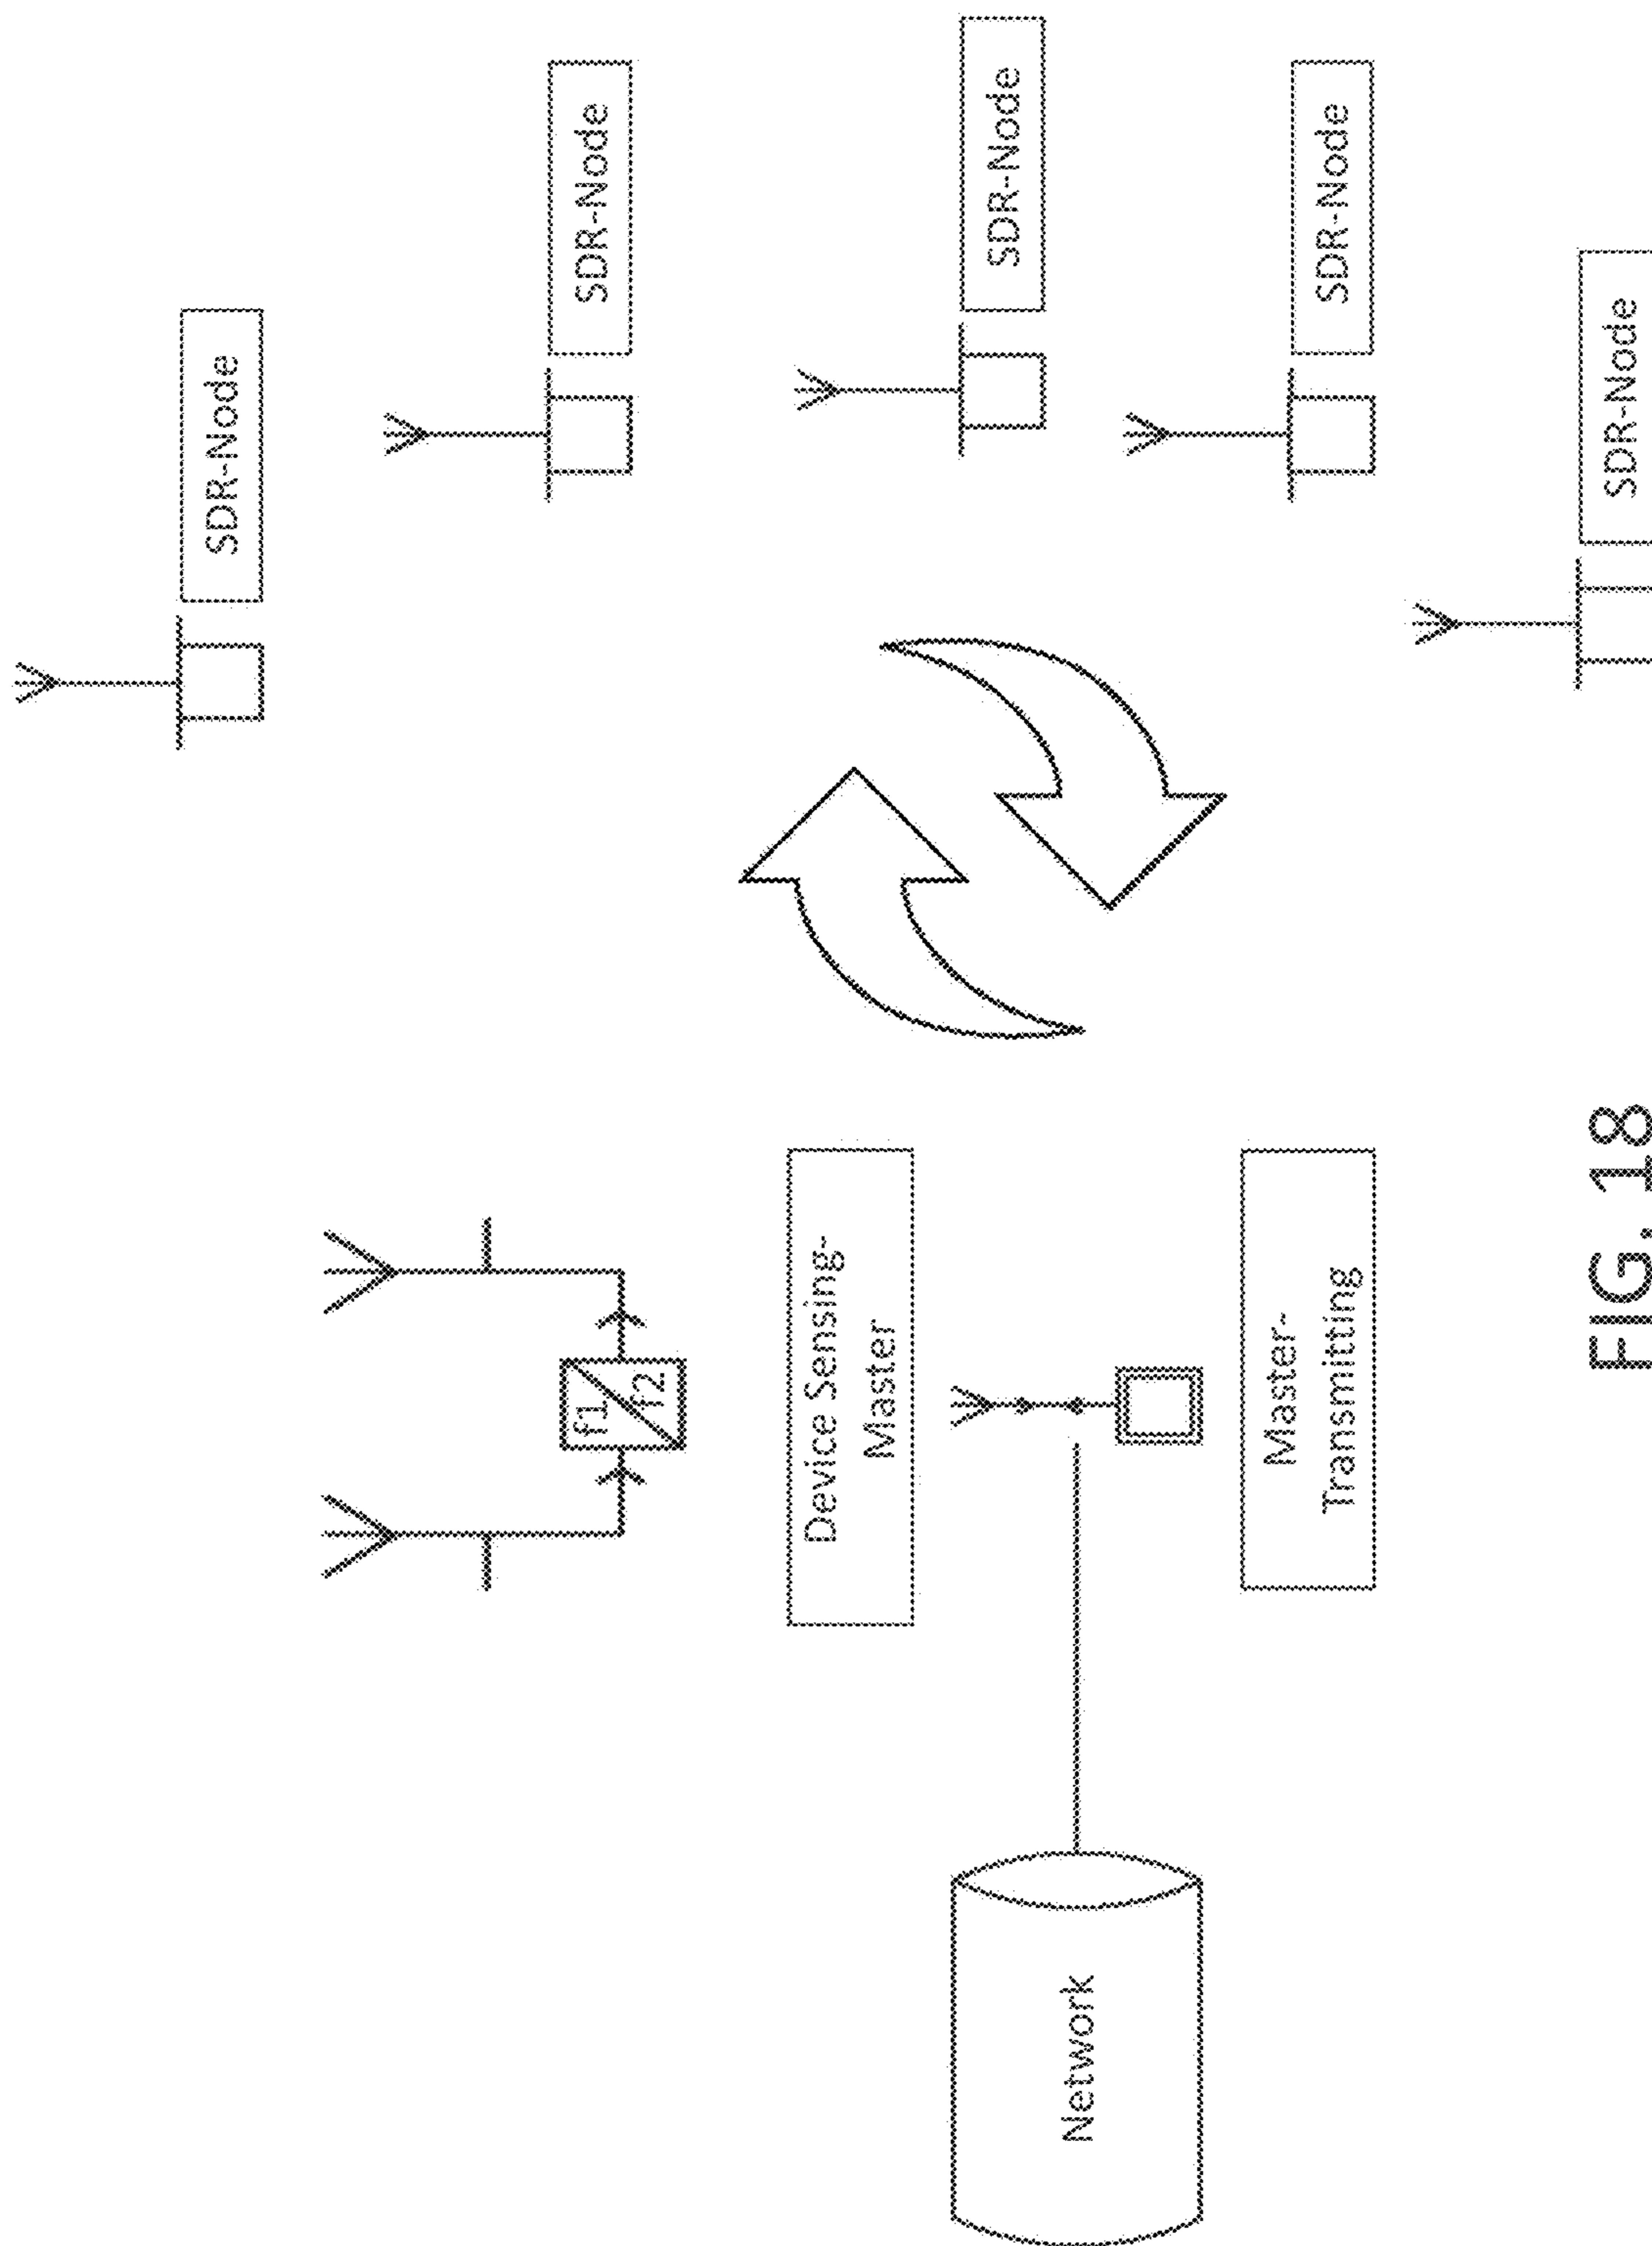 SDR-Node
SDR-Node
SDR-Node
SDR-Node
SDR-Node
f1
f2
Device Sensing-
Master
Master-
Transmitting
Network
FIG. 18